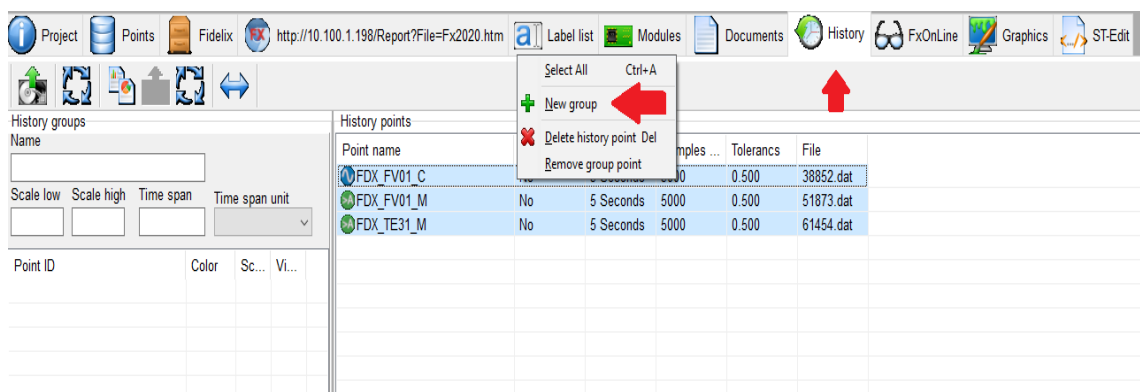 Project Points Fidelix http://10.100.1.198/Report?File=Fx2020.htm Label list Modules Documents History FxOnLine Graphics ST-Edit
Select All Ctrl+A
New group
Delete history point Del
Remove group point
History groups
Name
Scale low Scale high Time span Time span unit
Point ID Color Sc... Vi...
History points
Point name mples ... Tolerancs File
FDX_FV01_C 38852.dat
0.500
FDX_FV01_M No 5 Seconds 5000 0.500 51873.dat
FDX_TE31_M No 5 Seconds 5000 0.500 61454.dat